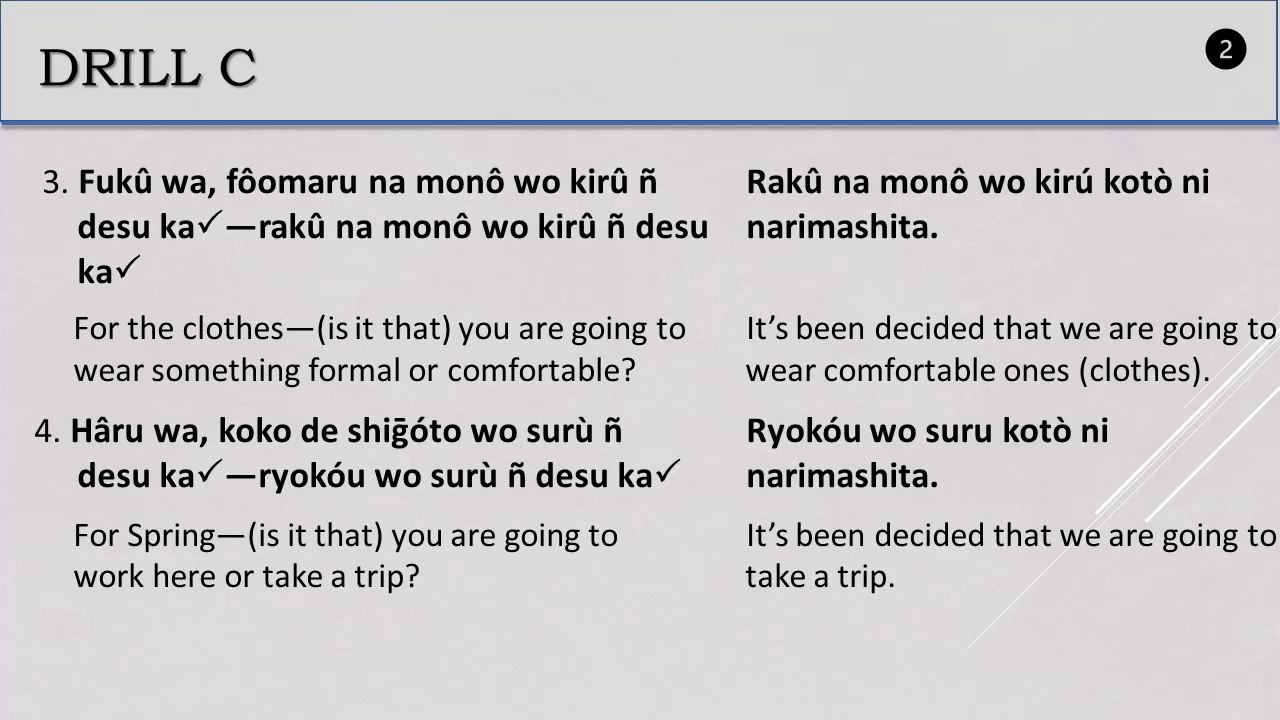 DRILL C
2
3. Fukû wa, fôomaru na monô wo kirû ñ
desu ka✓—rakû na monô wo kirû ñ desu
ka✓
Rakû na monô wo kirú kotò ni
narimashita.
For the clothes—(is it that) you are going to
wear something formal or comfortable?
It’s been decided that we are going to
wear comfortable ones (clothes).
4. Hâru wa, koko de shiḡóto wo surù ñ
desu ka✓—ryokóu wo surù ñ desu ka✓
Ryokóu wo suru kotò ni
narimashita.
For Spring—(is it that) you are going to
work here or take a trip?
It’s been decided that we are going to
take a trip.